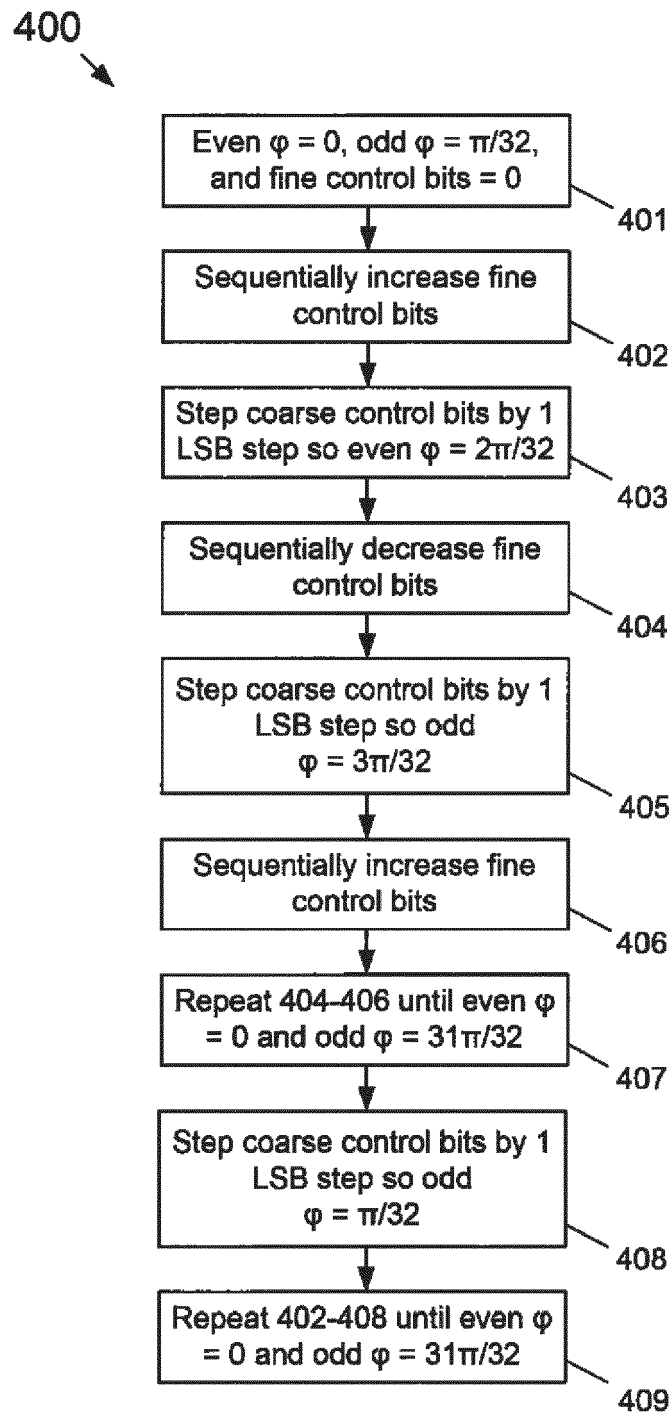 400
Even φ = 0, odd φ = π/32,
and fine control bits = 0
401
Sequentially increase fine
control bits
402
Step coarse control bits by 1
LSB step so even φ = 2π/32
403
Sequentially decrease fine
control bits
404
Step coarse control bits by 1
LSB step so odd
φ = 3π/32
405
Sequentially increase fine
control bits
406
Repeat 404-406 until even φ
= 0 and odd φ = 31π/32
407
Step coarse control bits by 1
LSB step so odd
φ = π/32
408
Repeat 402-408 until even φ
= 0 and odd φ = 31π/32
409